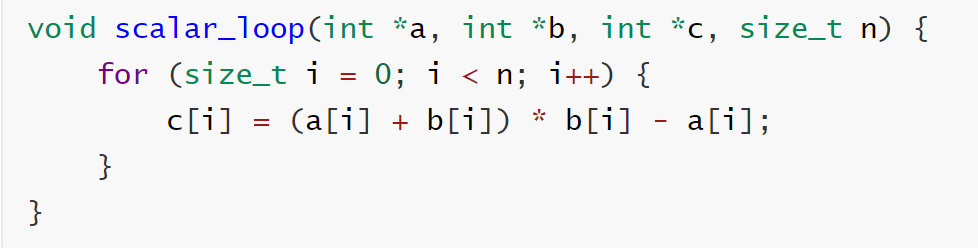 void scalar_loop(int *a, int *b, int *c, size_t n) {
    for (size_t i = 0; i < n; i++) {
        c[i] = (a[i] + b[i]) * b[i] - a[i];
    }
}